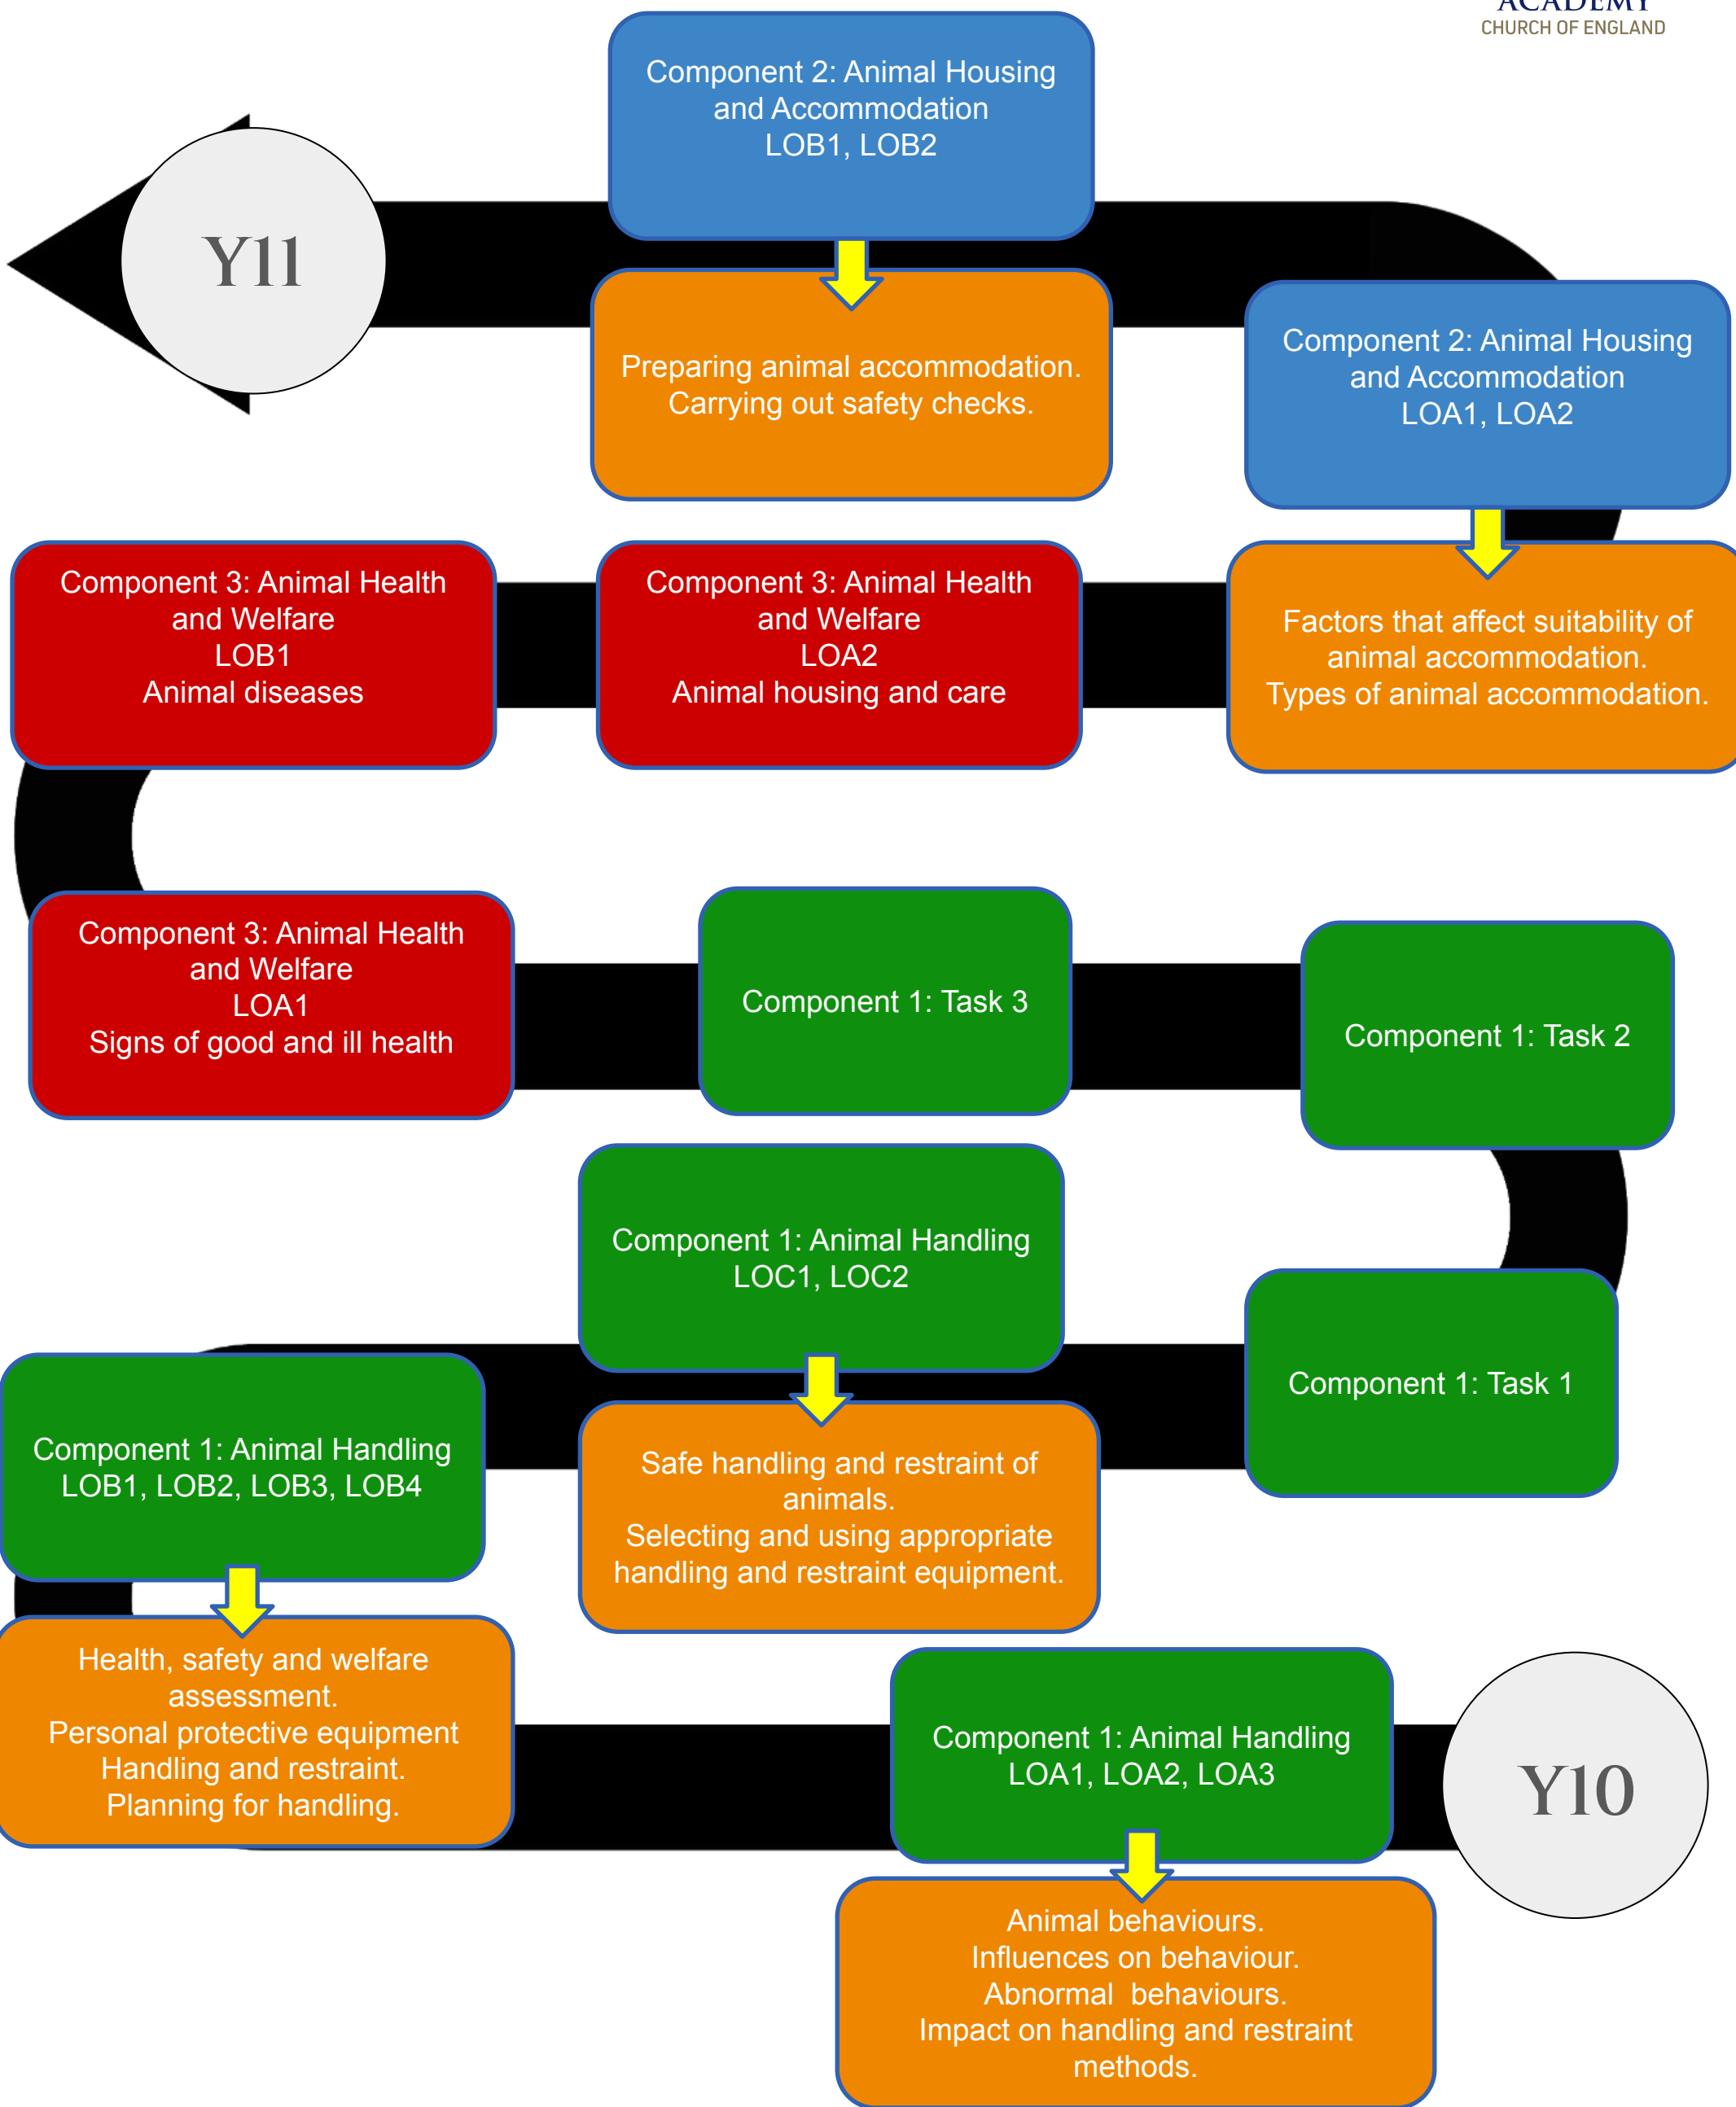 ACADEMY
CHURCH OF ENGLAND
Component 2: Animal Housing
and Accommodation
LOB1, LOB2
Y11
Preparing animal accommodation.
Carrying out safety checks.
Component 2: Animal Housing
and Accommodation
LOA1, LOA2
Factors that affect suitability of
animal accommodation.
Types of animal accommodation.
Component 3: Animal Health
and Welfare
LOB1
Animal diseases
Component 3: Animal Health
and Welfare
LOA2
Animal housing and care
Component 3: Animal Health
and Welfare
LOA1
Signs of good and ill health
Component 1: Task 3
Component 1: Task 2
Component 1: Animal Handling
LOC1, LOC2
Component 1: Task 1
Component 1: Animal Handling
LOB1, LOB2, LOB3, LOB4
Safe handling and restraint of
animals.
Selecting and using appropriate
handling and restraint equipment.
Health, safety and welfare
assessment.
Personal protective equipment
Handling and restraint.
Planning for handling.
Component 1: Animal Handling
LOA1, LOA2, LOA3
Y10
Animal behaviours.
Influences on behaviour.
Abnormal  behaviours.
Impact on handling and restraint
methods.